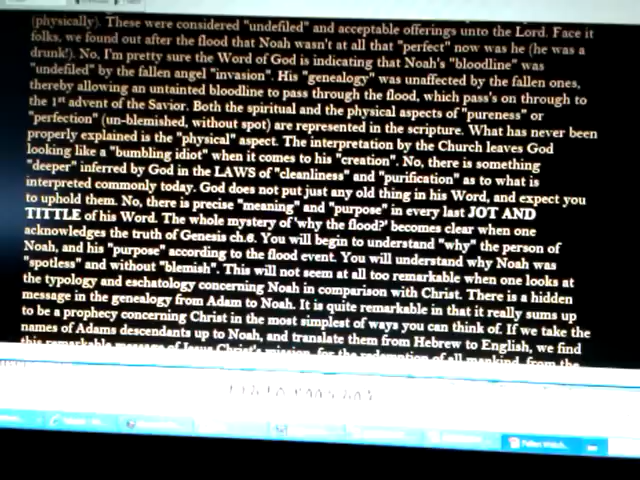 (physically). These were considered "undefiled" and acceptable offerings unto the Lord. Face it
folks, we found out after the flood that Noah wasn't at all that "perfect" now was he (he was a
drunk!). No, I'm pretty sure the Word of God is indicating that Noah's "bloodline" was
"undefiled" by the fallen angel "invasion". His "genealogy" was unaffected by the fallen ones,
thereby allowing an untainted bloodline to pass through the flood, which pass's on through to
the 1st advent of the Savior. Both the spiritual and the physical aspects of "pureness" or
"perfection" (un-blemished, without spot) are represented in the scripture. What has never been
properly explained is the "physical" aspect. The interpretation by the Church leaves God
looking like a "bumbling idiot" when it comes to his "creation". No, there is something
"deeper" inferred by God in the LAWS of "cleanliness" and "purification" as to what is
interpreted commonly today. God does not put just any old thing in his Word, and expect you
to uphold them. No, there is precise "meaning" and "purpose" in every last JOT AND
TITTLE of his Word. The whole mystery of 'why the flood?' becomes clear when one
acknowledges the truth of Genesis ch.6. You will begin to understand "why" the person of
Noah, and his "purpose" according to the flood event. You will understand why Noah was
"spotless" and without "blemish". This will not seem at all too remarkable when one looks at
the typology and eschatology concerning Noah in comparison with Christ. There is a hidden
message in the genealogy from Adam to Noah. It is quite remarkable in that it really sums up
to be a prophecy concerning Christ in the most simplest of ways you can think of. If we take the
names of Adams descendants up to Noah, and translate them from Hebrew to English, we find
this remarkable message of Jesus Christ's mission, for the redemption of all mankind, from the